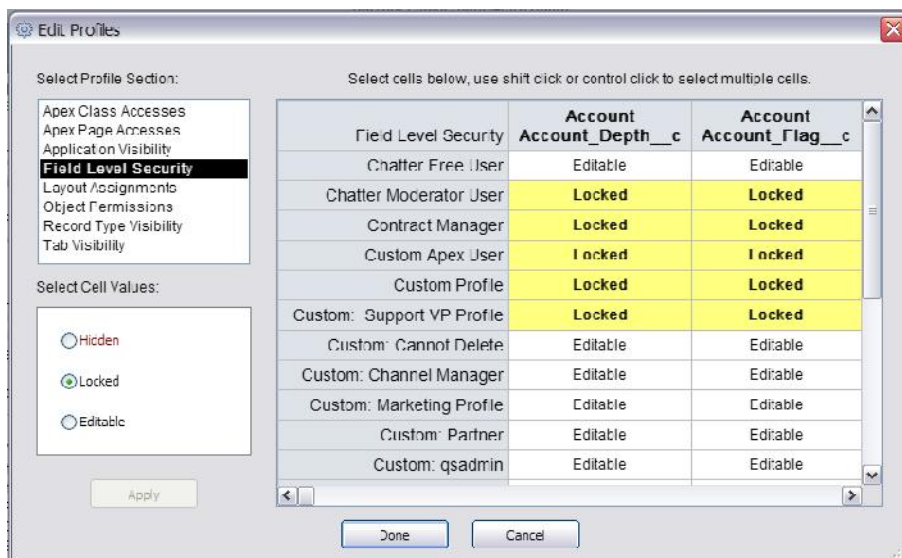 Edit Profiles
Select Profile Section:
Apex Class Accesses
Apex Page Accesses
Application Visibility
Field Level Security
Layout Assignments
Object Permissions
Record Type Visibility
Tab Visibility
Select Cell Values:
Hidden
Locked
Editable
Apply
Select cells below, use shift click or control click to select multiple cells.
Field Level Security Account Account_Depth__c Account Account_Flag__c
Chatter Free User Editable Editable
Chatter Moderator User Locked Locked
Contract Manager Locked Locked
Custom Apex User Locked Locked
Custom Profile Locked Locked
Custom: Support VP Profile Locked Locked
Custom: Cannot Delete Editable Editable
Custom: Channel Manager Editable Editable
Custom: Marketing Profile Editable Editable
Custom: Partner Editable Editable
Custom: qsadmin Editable Editable
Done Cancel